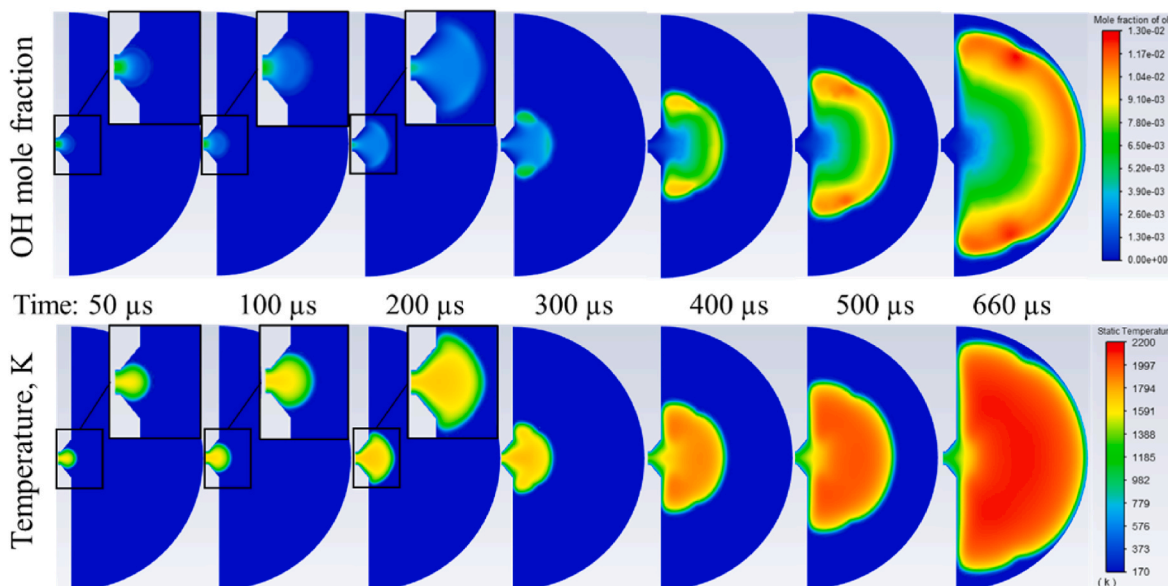 OH mole fraction
Mole fraction of oh
1.30e-02
1.17e-02
1.04e-02
9.10e-03
7.80e-03
6.50e-03
5.20e-03
3.90e-03
2.60e-03
1.30e-03
0.00e+00
Time: 50 µs 100 µs 200 µs 300 µs 400 µs 500 µs 660 µs
Temperature, K
Static Temperatur
2200
1997
1794
1591
1388
1185
982
779
576
373
170
( k )